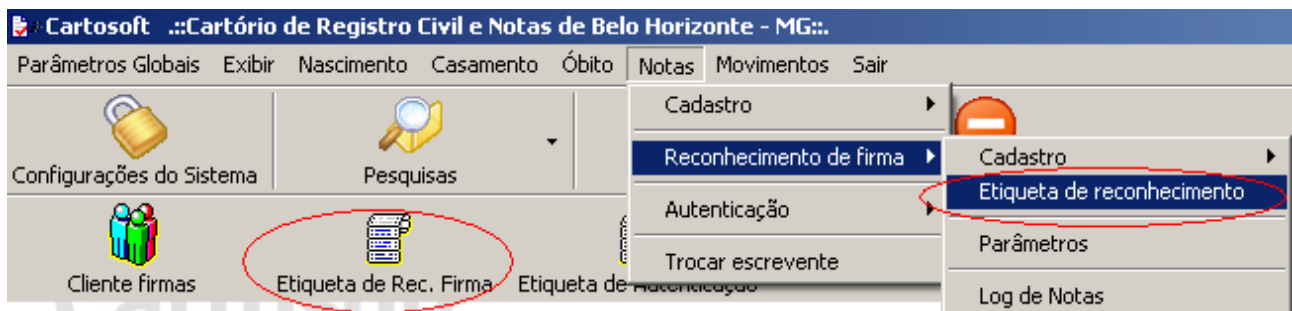 Cartosoft .::Cartório de Registro Civil e Notas de Belo Horizonte - MG::.
Parâmetros Globais Exibir Nascimento Casamento Óbito Notas Movimentos Sair
Cadastro
Configurações do Sistema Pesquisas
Reconhecimento de firma
Cadastro
Etiqueta de reconhecimento
Autenticação
Parâmetros
Trocar escrevente
Log de Notas
Cliente firmas Etiqueta de Rec. Firma Etiqueta de Autenticação